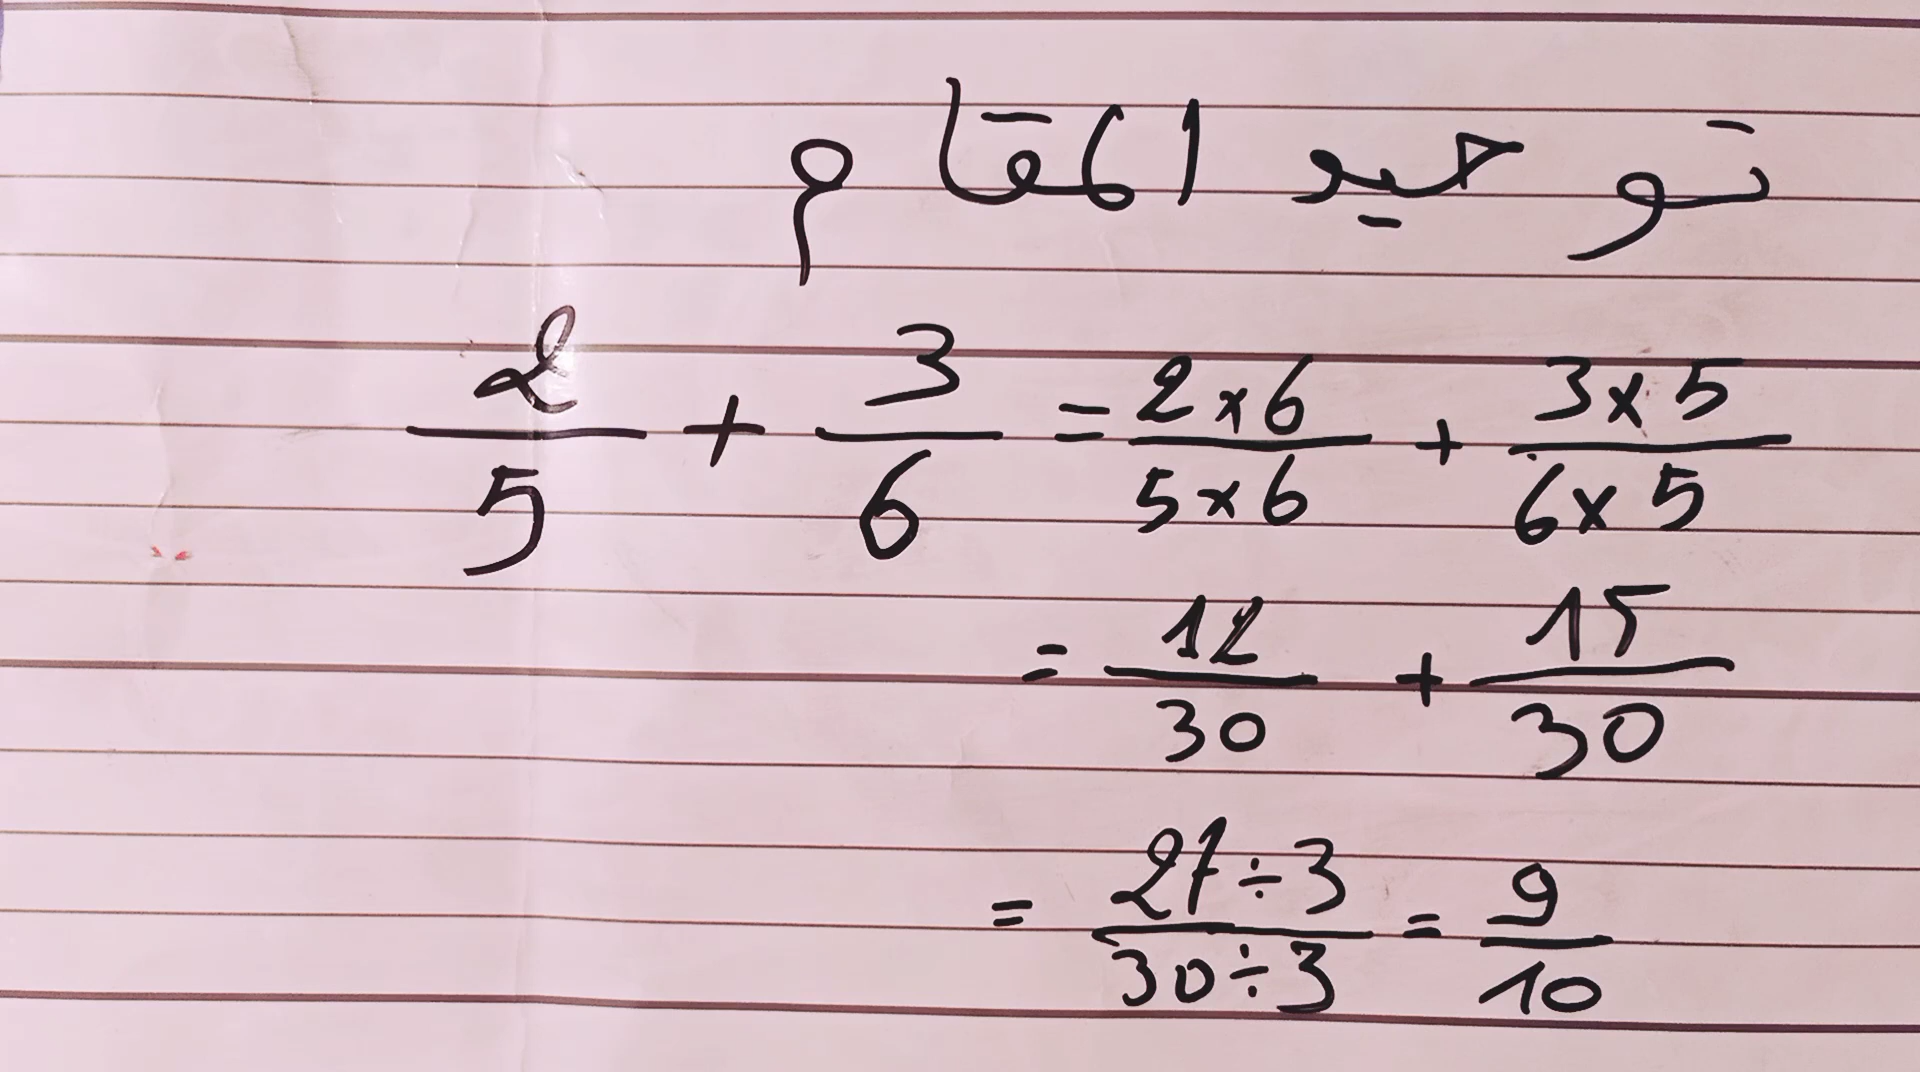 توحيد المقام
2/5 + 3/6 = 2×6/5×6 + 3×5/6×5
= 12/30 + 15/30
= 27÷3/30÷3 = 9/10